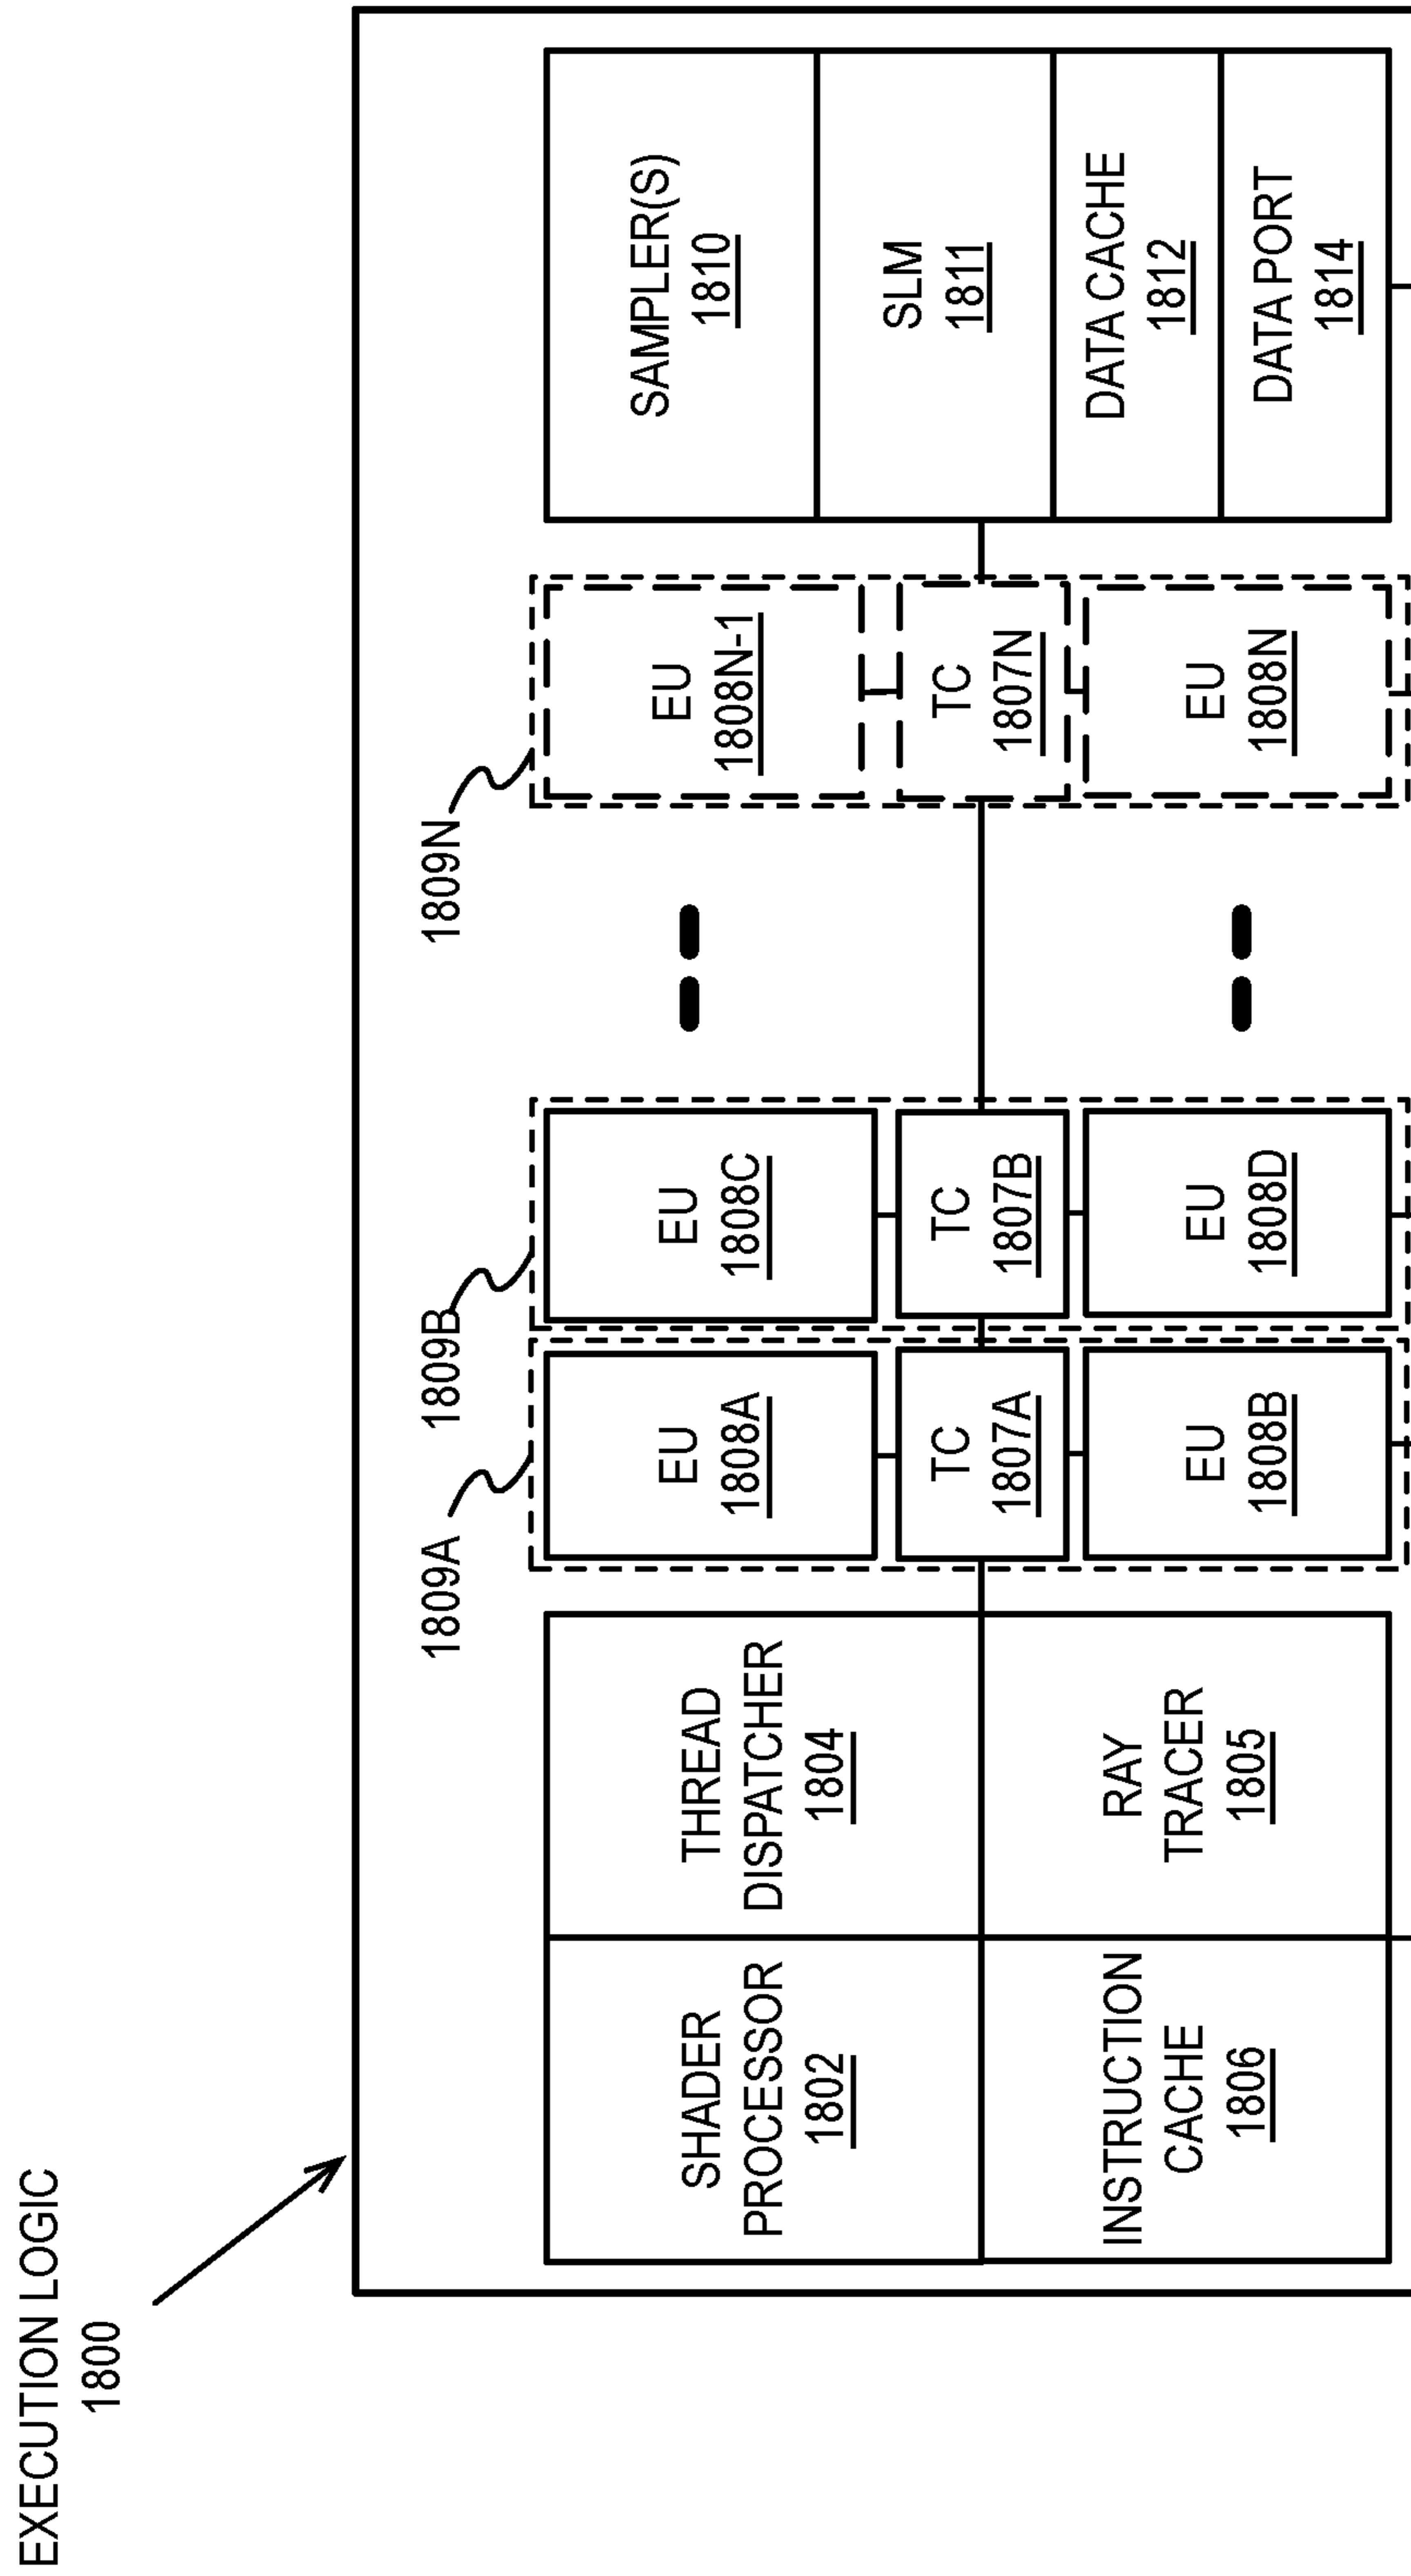 EXECUTION LOGIC
1800
1809A
1809B
1809N
SHADER
PROCESSOR
1802
THREAD
DISPATCHER
1804
INSTRUCTION
CACHE
1806
RAY
TRACER
1805
EU
1808A
TC
1807A
EU
1808B
EU
1808C
TC
1807B
EU
1808D
EU
1808N-1
TC
1807N
EU
1808N
SAMPLER(S)
1810
SLM
1811
DATA CACHE
1812
DATA PORT
1814